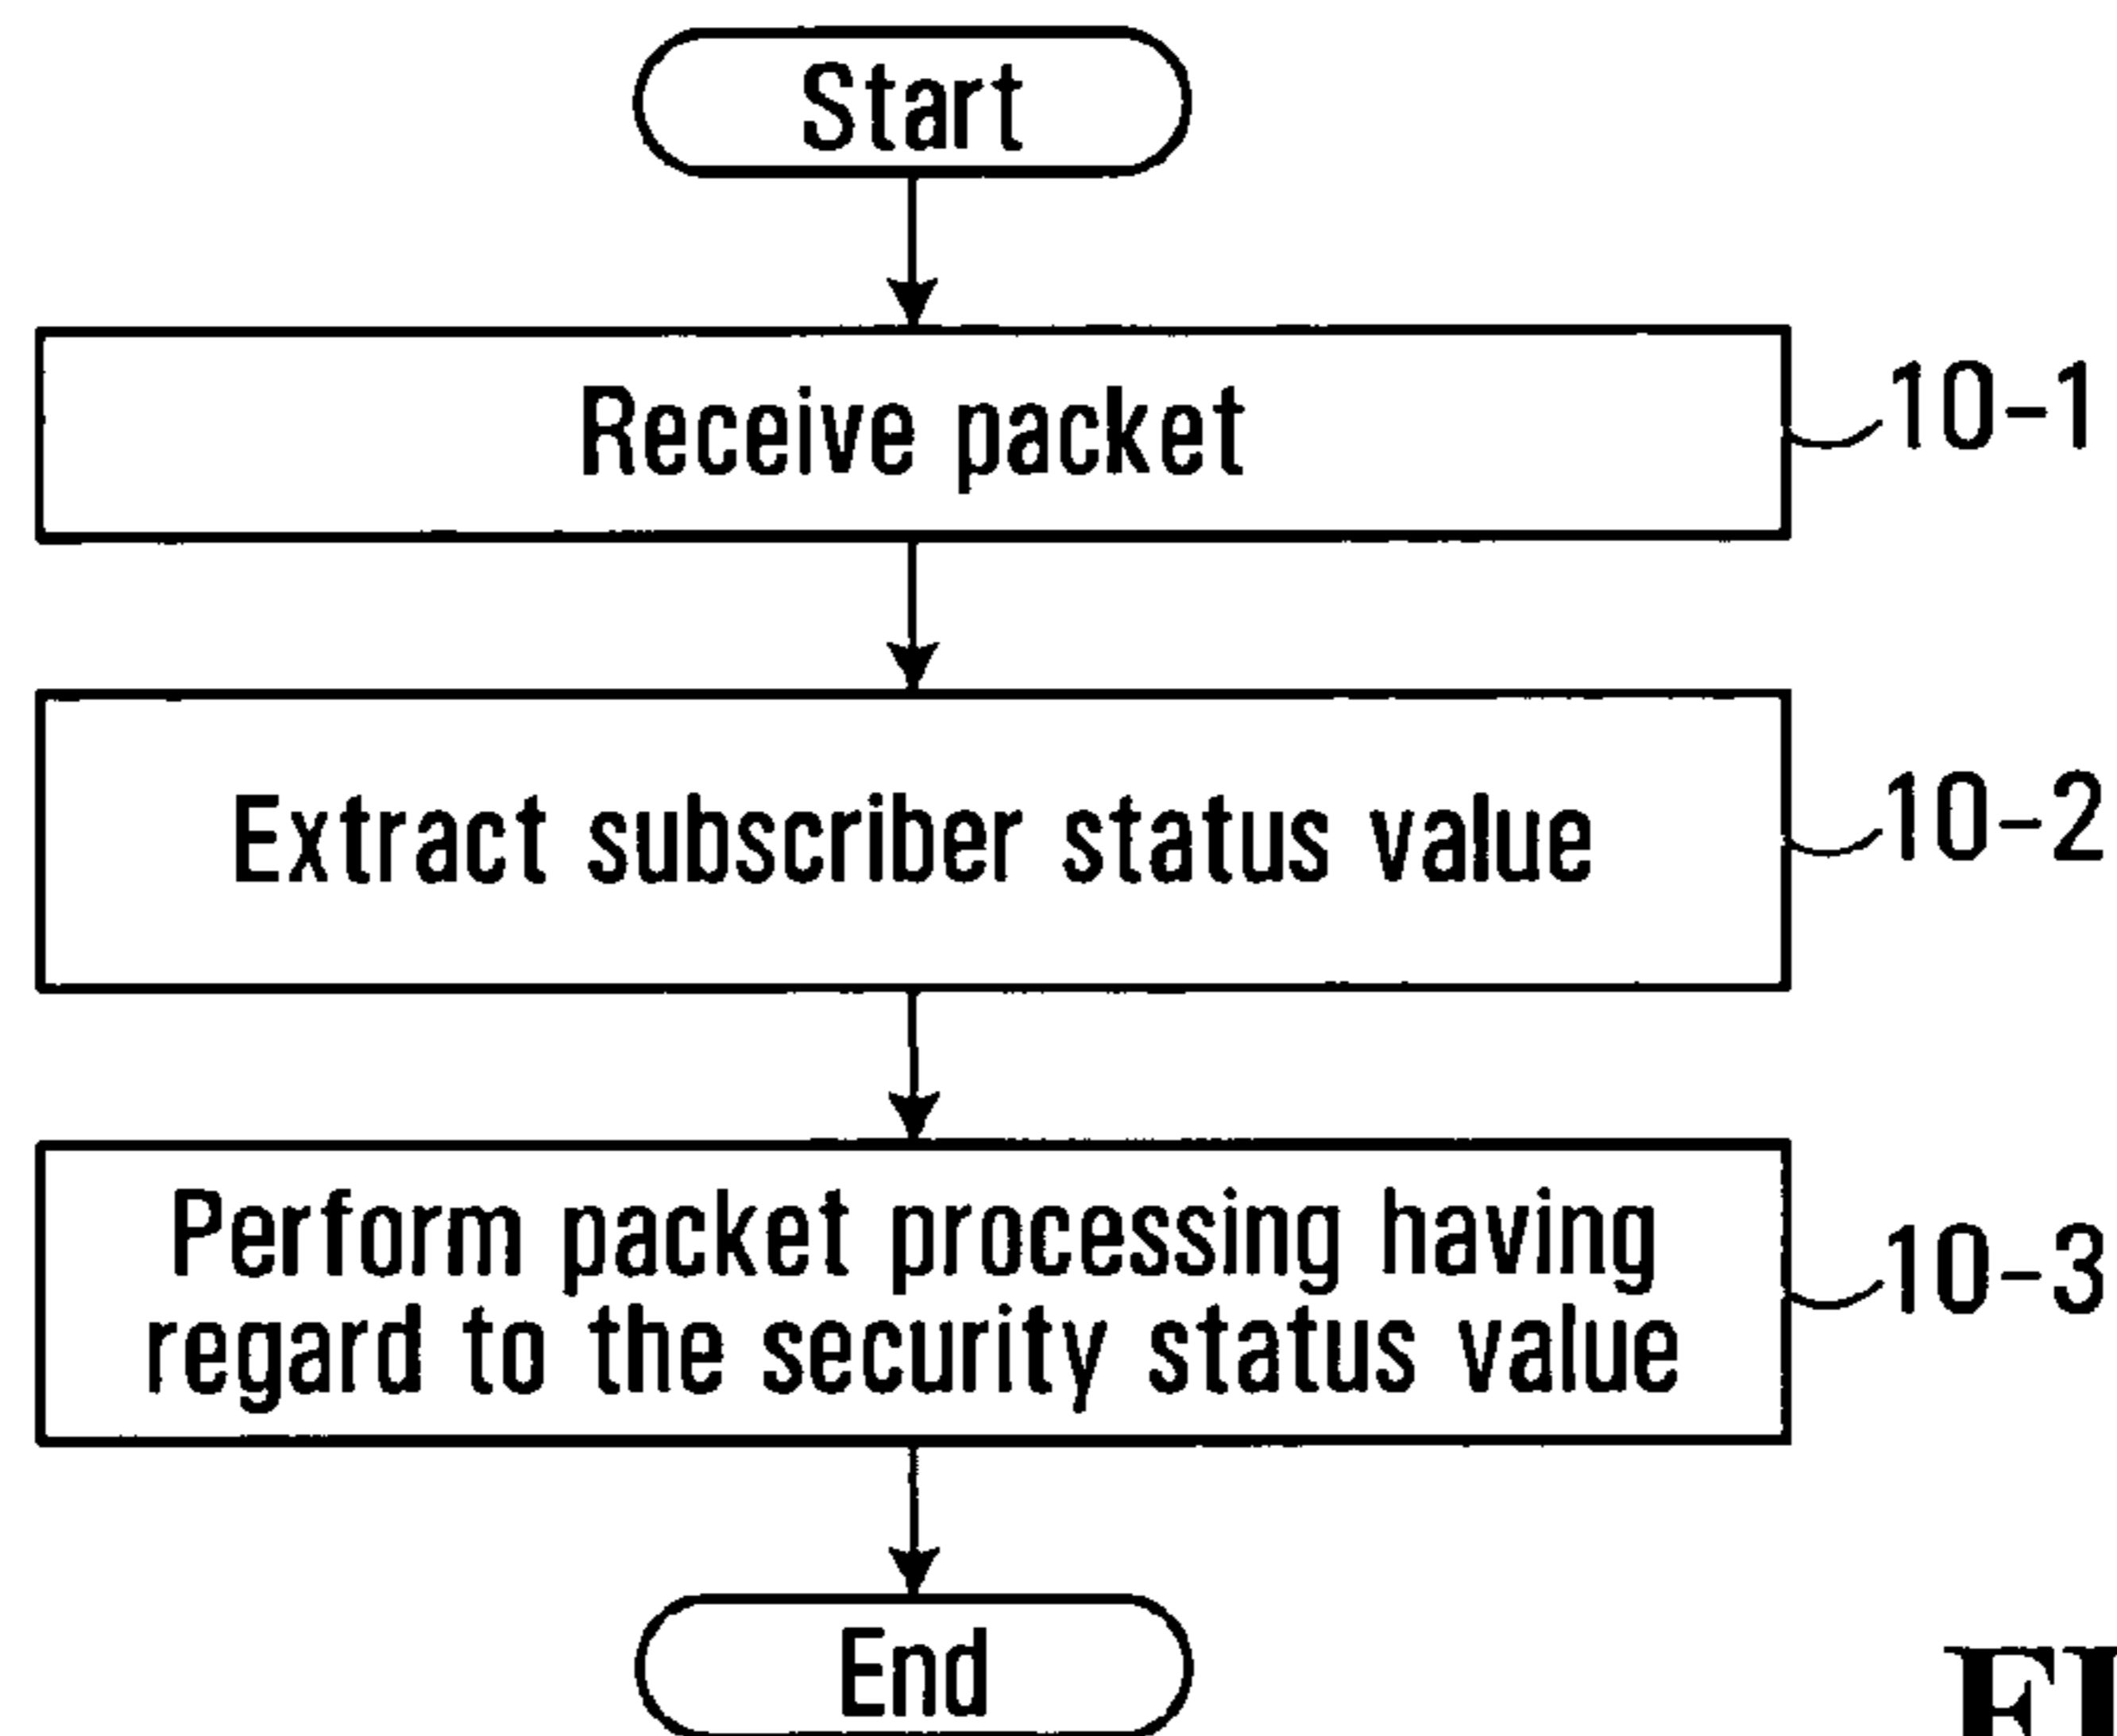 Start
Receive packet
10-1
Extract subscriber status value
10-2
Perform packet processing having
regard to the security status value
10-3
End